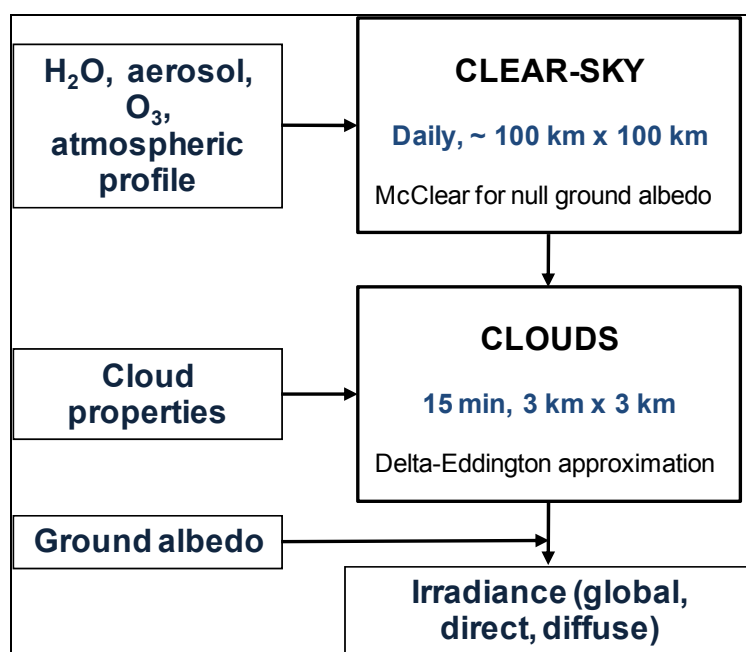 H₂O, aerosol,
O₃,
atmospheric
profile
CLEAR-SKY
Daily, ~ 100 km x 100 km
McClear for null ground albedo
Cloud
properties
CLOUDS
15 min, 3 km x 3 km
Delta-Eddington approximation
Ground albedo
Irradiance (global,
direct, diffuse)